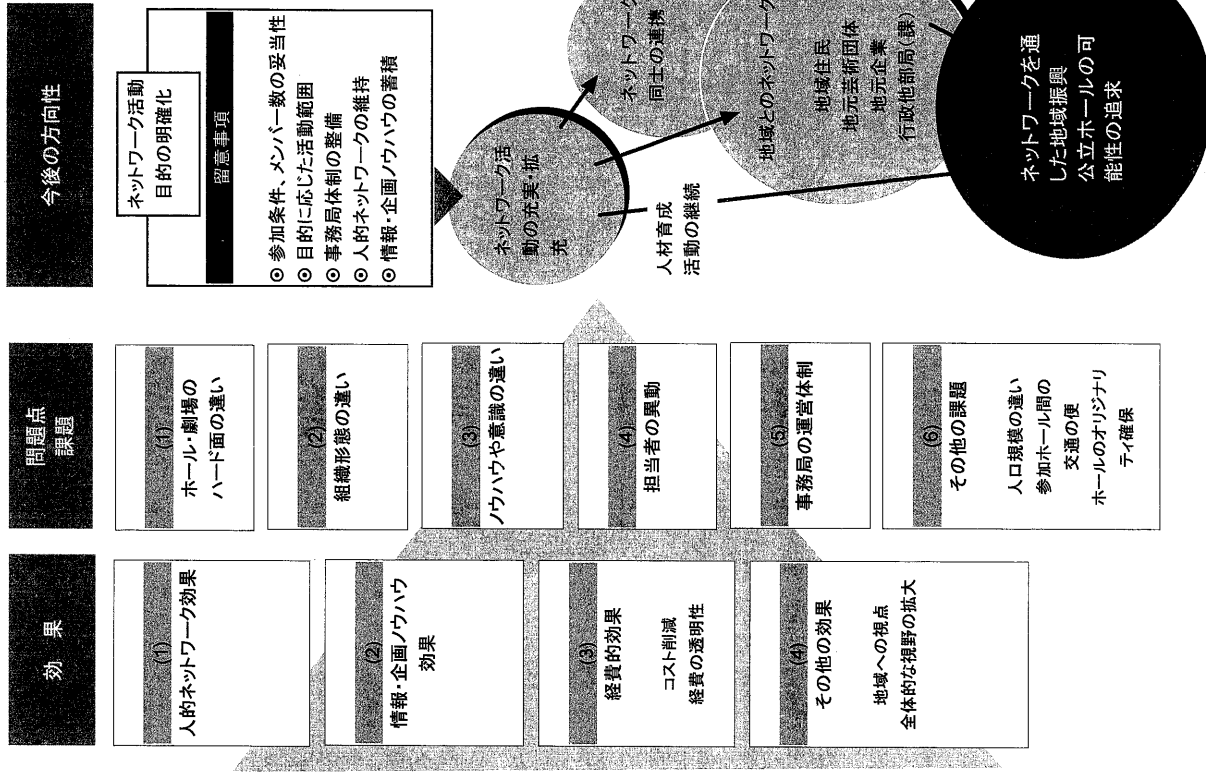 効　果
(1)
人的ネットワーク効果
(2)
情報・企画ノウハウ
効果
(3)
経費的効果
コスト削減
経費の透明性
(4)
その他の効果
地域への視点
全体的な視野の拡大
問題点
課題
(1)
ホール・劇場の
ハード面の違い
(2)
組織形態の違い
(3)
ノウハウや意識の違い
(4)
担当者の異動
(5)
事務局の運営体制
(6)
その他の課題
人口規模の違い
参加ホール間の
交通の便
ホールのオリジナリ
ティ確保
今後の方向性
ネットワーク活動
目的の明確化
留意事項
◎ 参加条件、メンバー数の妥当性
◎ 目的に応じた活動範囲
◎ 事務局体制の整備
◎ 人的ネットワークの維持
◎ 情報・企画ノウハウの蓄積
ネットワーク活
動の充実・拡
充
ネットワーク
同士の連携
人材育成
活動の継続
地域とのネットワーク
地域住民
地元芸術団体
地元企業
行政他部局(課)
ネットワークを通
した地域振興
公立ホールの可
能性の追求